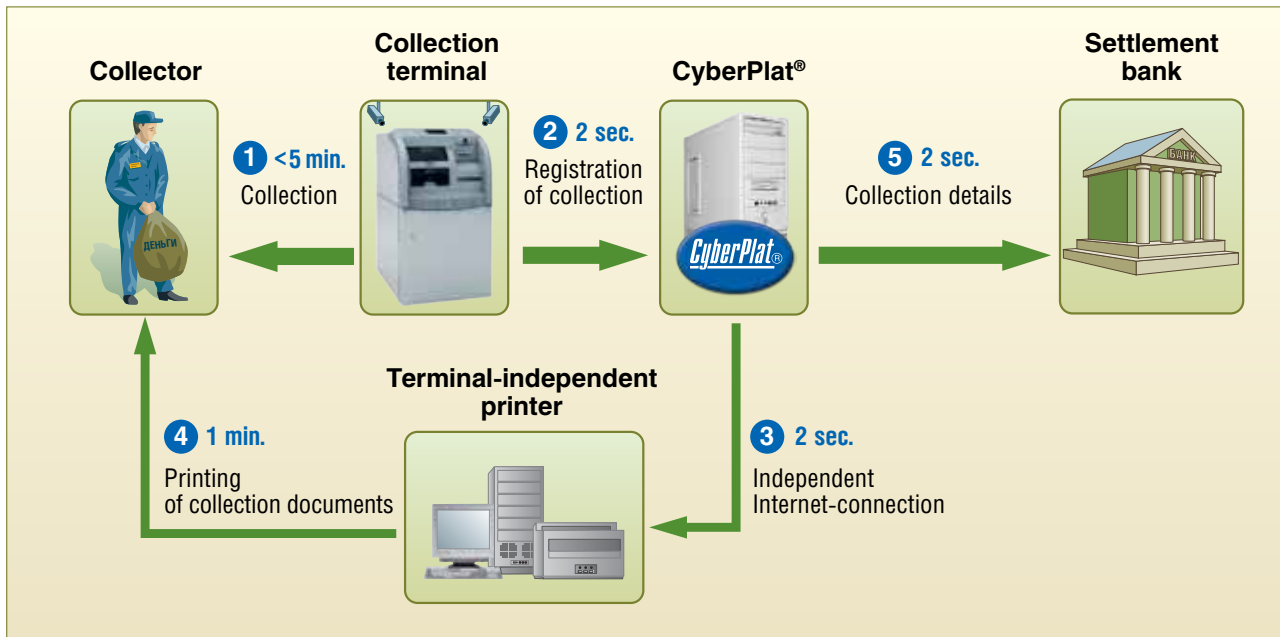 Collector
Collection
terminal
CyberPlat®
Settlement
bank
1 <5 min.
Collection
2 2 sec.
Registration
of collection
5 2 sec.
Collection details
ДЕНЬГИ
CyberPlat®
БАНК
Terminal-independent
printer
4 1 min.
Printing
of collection documents
3 2 sec.
Independent
Internet-connection